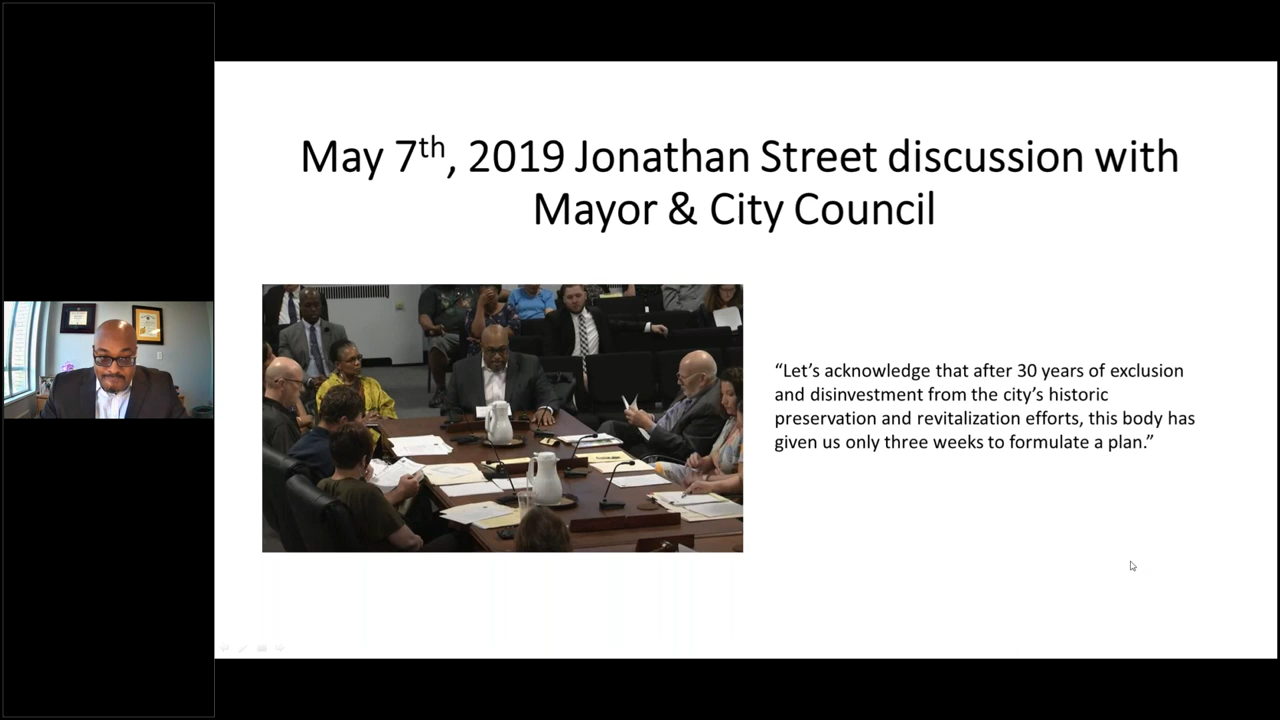 May 7th, 2019 Jonathan Street discussion with
Mayor & City Council
“Let’s acknowledge that after 30 years of exclusion
and disinvestment from the city’s historic
preservation and revitalization efforts, this body has
given us only three weeks to formulate a plan.”